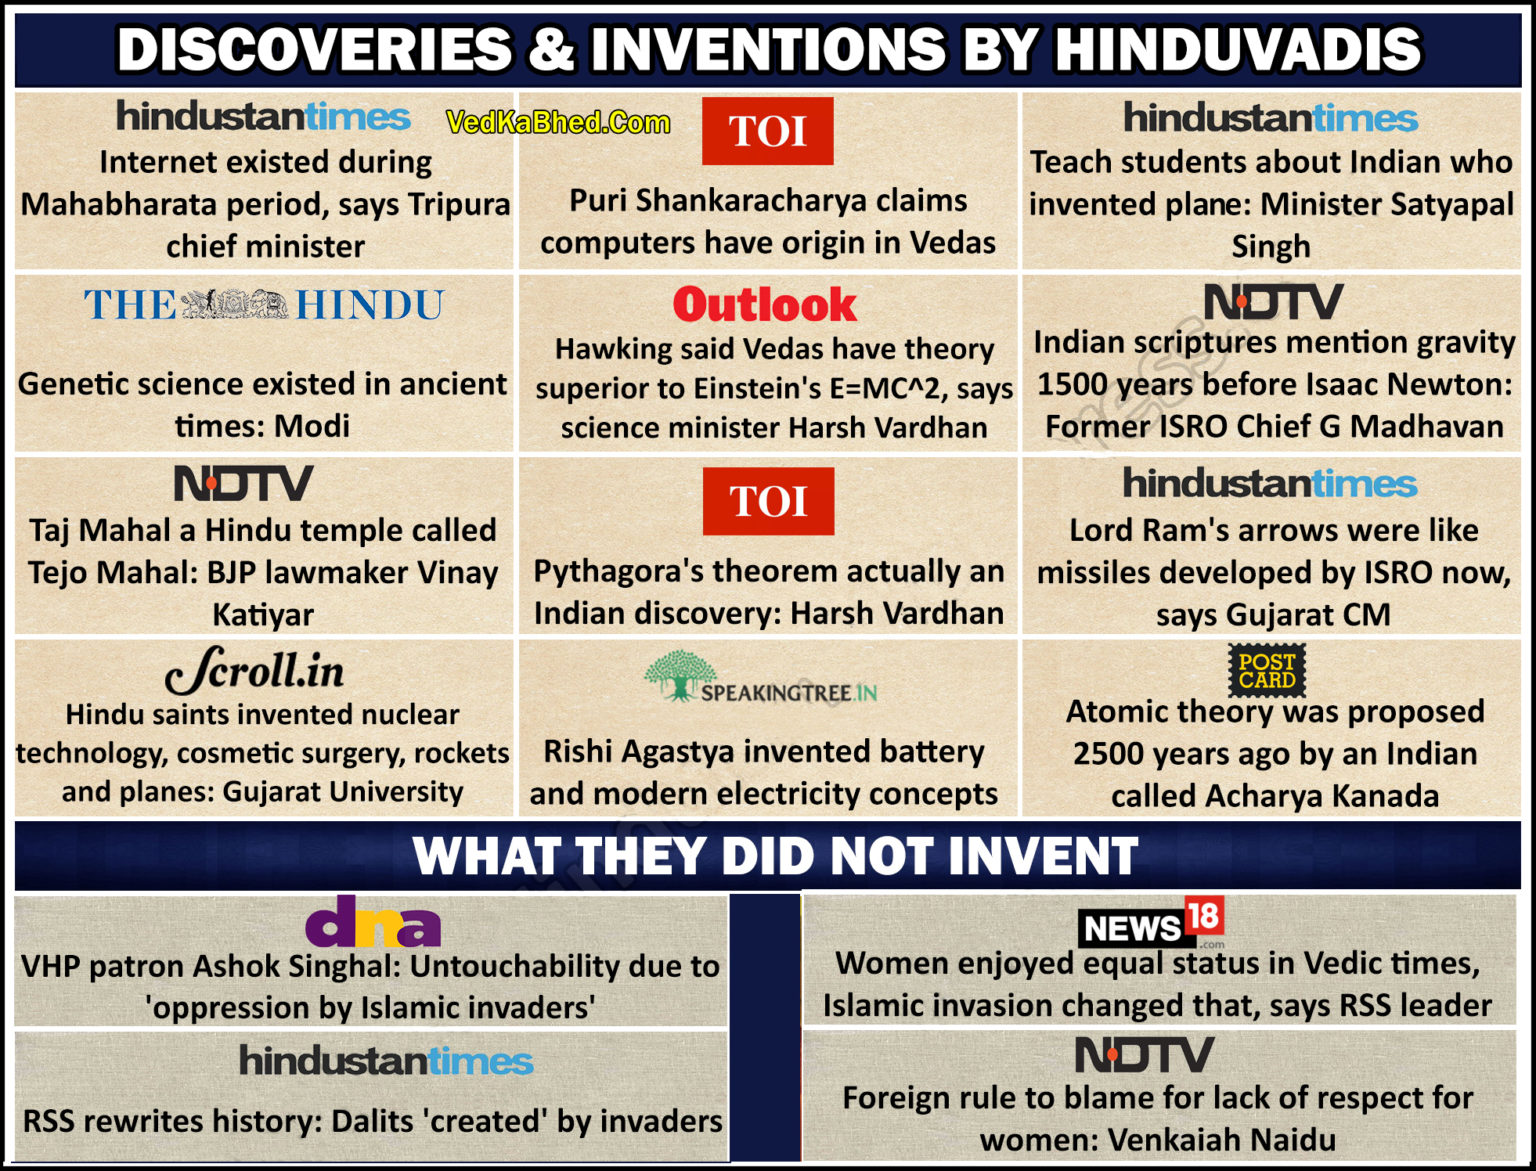 DISCOVERIES & INVENTIONS BY HINDUVADIS
hindustantimes
Internet existed during
Mahabharata period, says Tripura
chief minister
VedKaBhed.Com
TOI
Puri Shankaracharya claims
computers have origin in Vedas
hindustantimes
Teach students about Indian who
invented plane: Minister Satyapal
Singh
THE HINDU
Genetic science existed in ancient
times: Modi
Outlook
Hawking said Vedas have theory
superior to Einstein's E=MC^2, says
science minister Harsh Vardhan
NDTV
Indian scriptures mention gravity
1500 years before Isaac Newton:
Former ISRO Chief G Madhavan
NDTV
Taj Mahal a Hindu temple called
Tejo Mahal: BJP lawmaker Vinay
Katiyar
TOI
Pythagora's theorem actually an
Indian discovery: Harsh Vardhan
hindustantimes
Lord Ram's arrows were like
missiles developed by ISRO now,
says Gujarat CM
Scroll.in
Hindu saints invented nuclear
technology, cosmetic surgery, rockets
and planes: Gujarat University
SPEAKINGTREE.IN
Rishi Agastya invented battery
and modern electricity concepts
POST
CARD
Atomic theory was proposed
2500 years ago by an Indian
called Acharya Kanada
WHAT THEY DID NOT INVENT
dna
VHP patron Ashok Singhal: Untouchability due to
'oppression by Islamic invaders'
NEWS18
.com
Women enjoyed equal status in Vedic times,
Islamic invasion changed that, says RSS leader
hindustantimes
RSS rewrites history: Dalits 'created' by invaders
NDTV
Foreign rule to blame for lack of respect for
women: Venkaiah Naidu